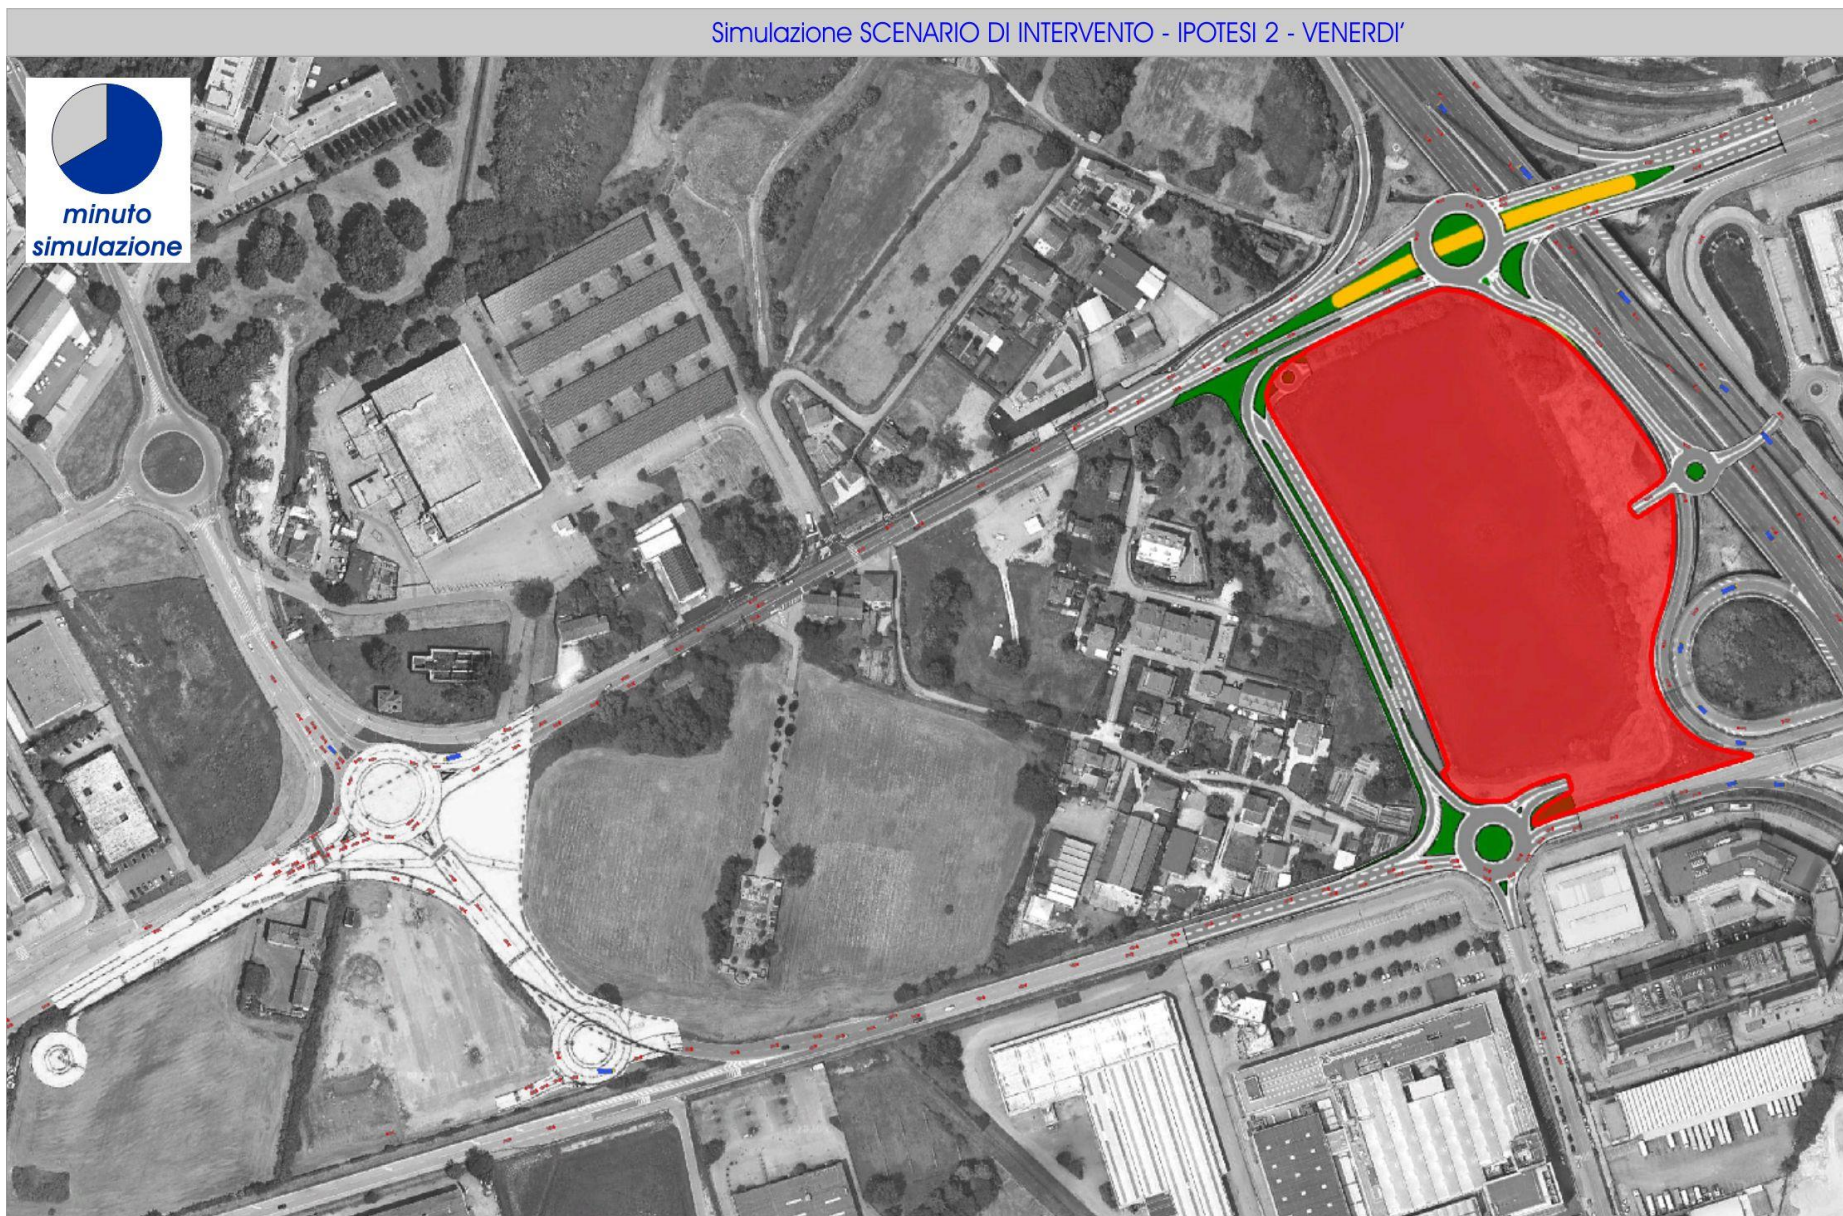 Simulazione SCENARIO DI INTERVENTO - IPOTESI 2 - VENERDI'
minuto
simulazione